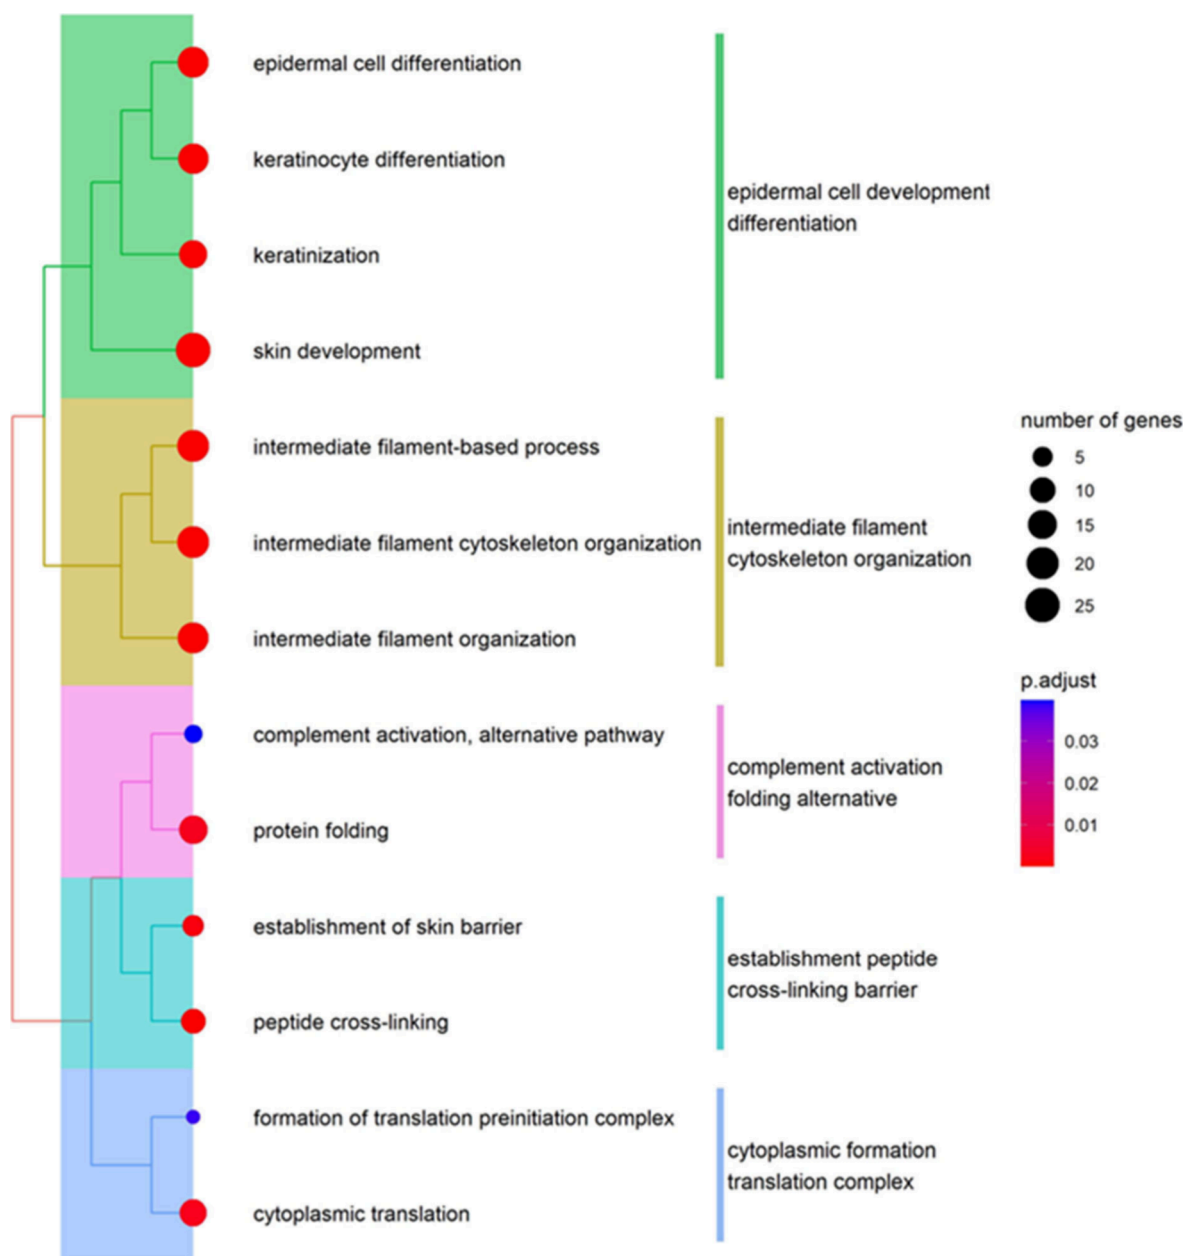 epidermal cell differentiation
keratinocyte differentiation
keratinization
skin development
intermediate filament-based process
intermediate filament cytoskeleton organization
intermediate filament organization
complement activation, alternative pathway
protein folding
establishment of skin barrier
peptide cross-linking
formation of translation preinitiation complex
cytoplasmic translation
epidermal cell development
differentiation
intermediate filament
cytoskeleton organization
complement activation
folding alternative
establishment peptide
cross-linking barrier
cytoplasmic formation
translation complex
number of genes
5
10
15
20
25
p.adjust
0.03
0.02
0.01